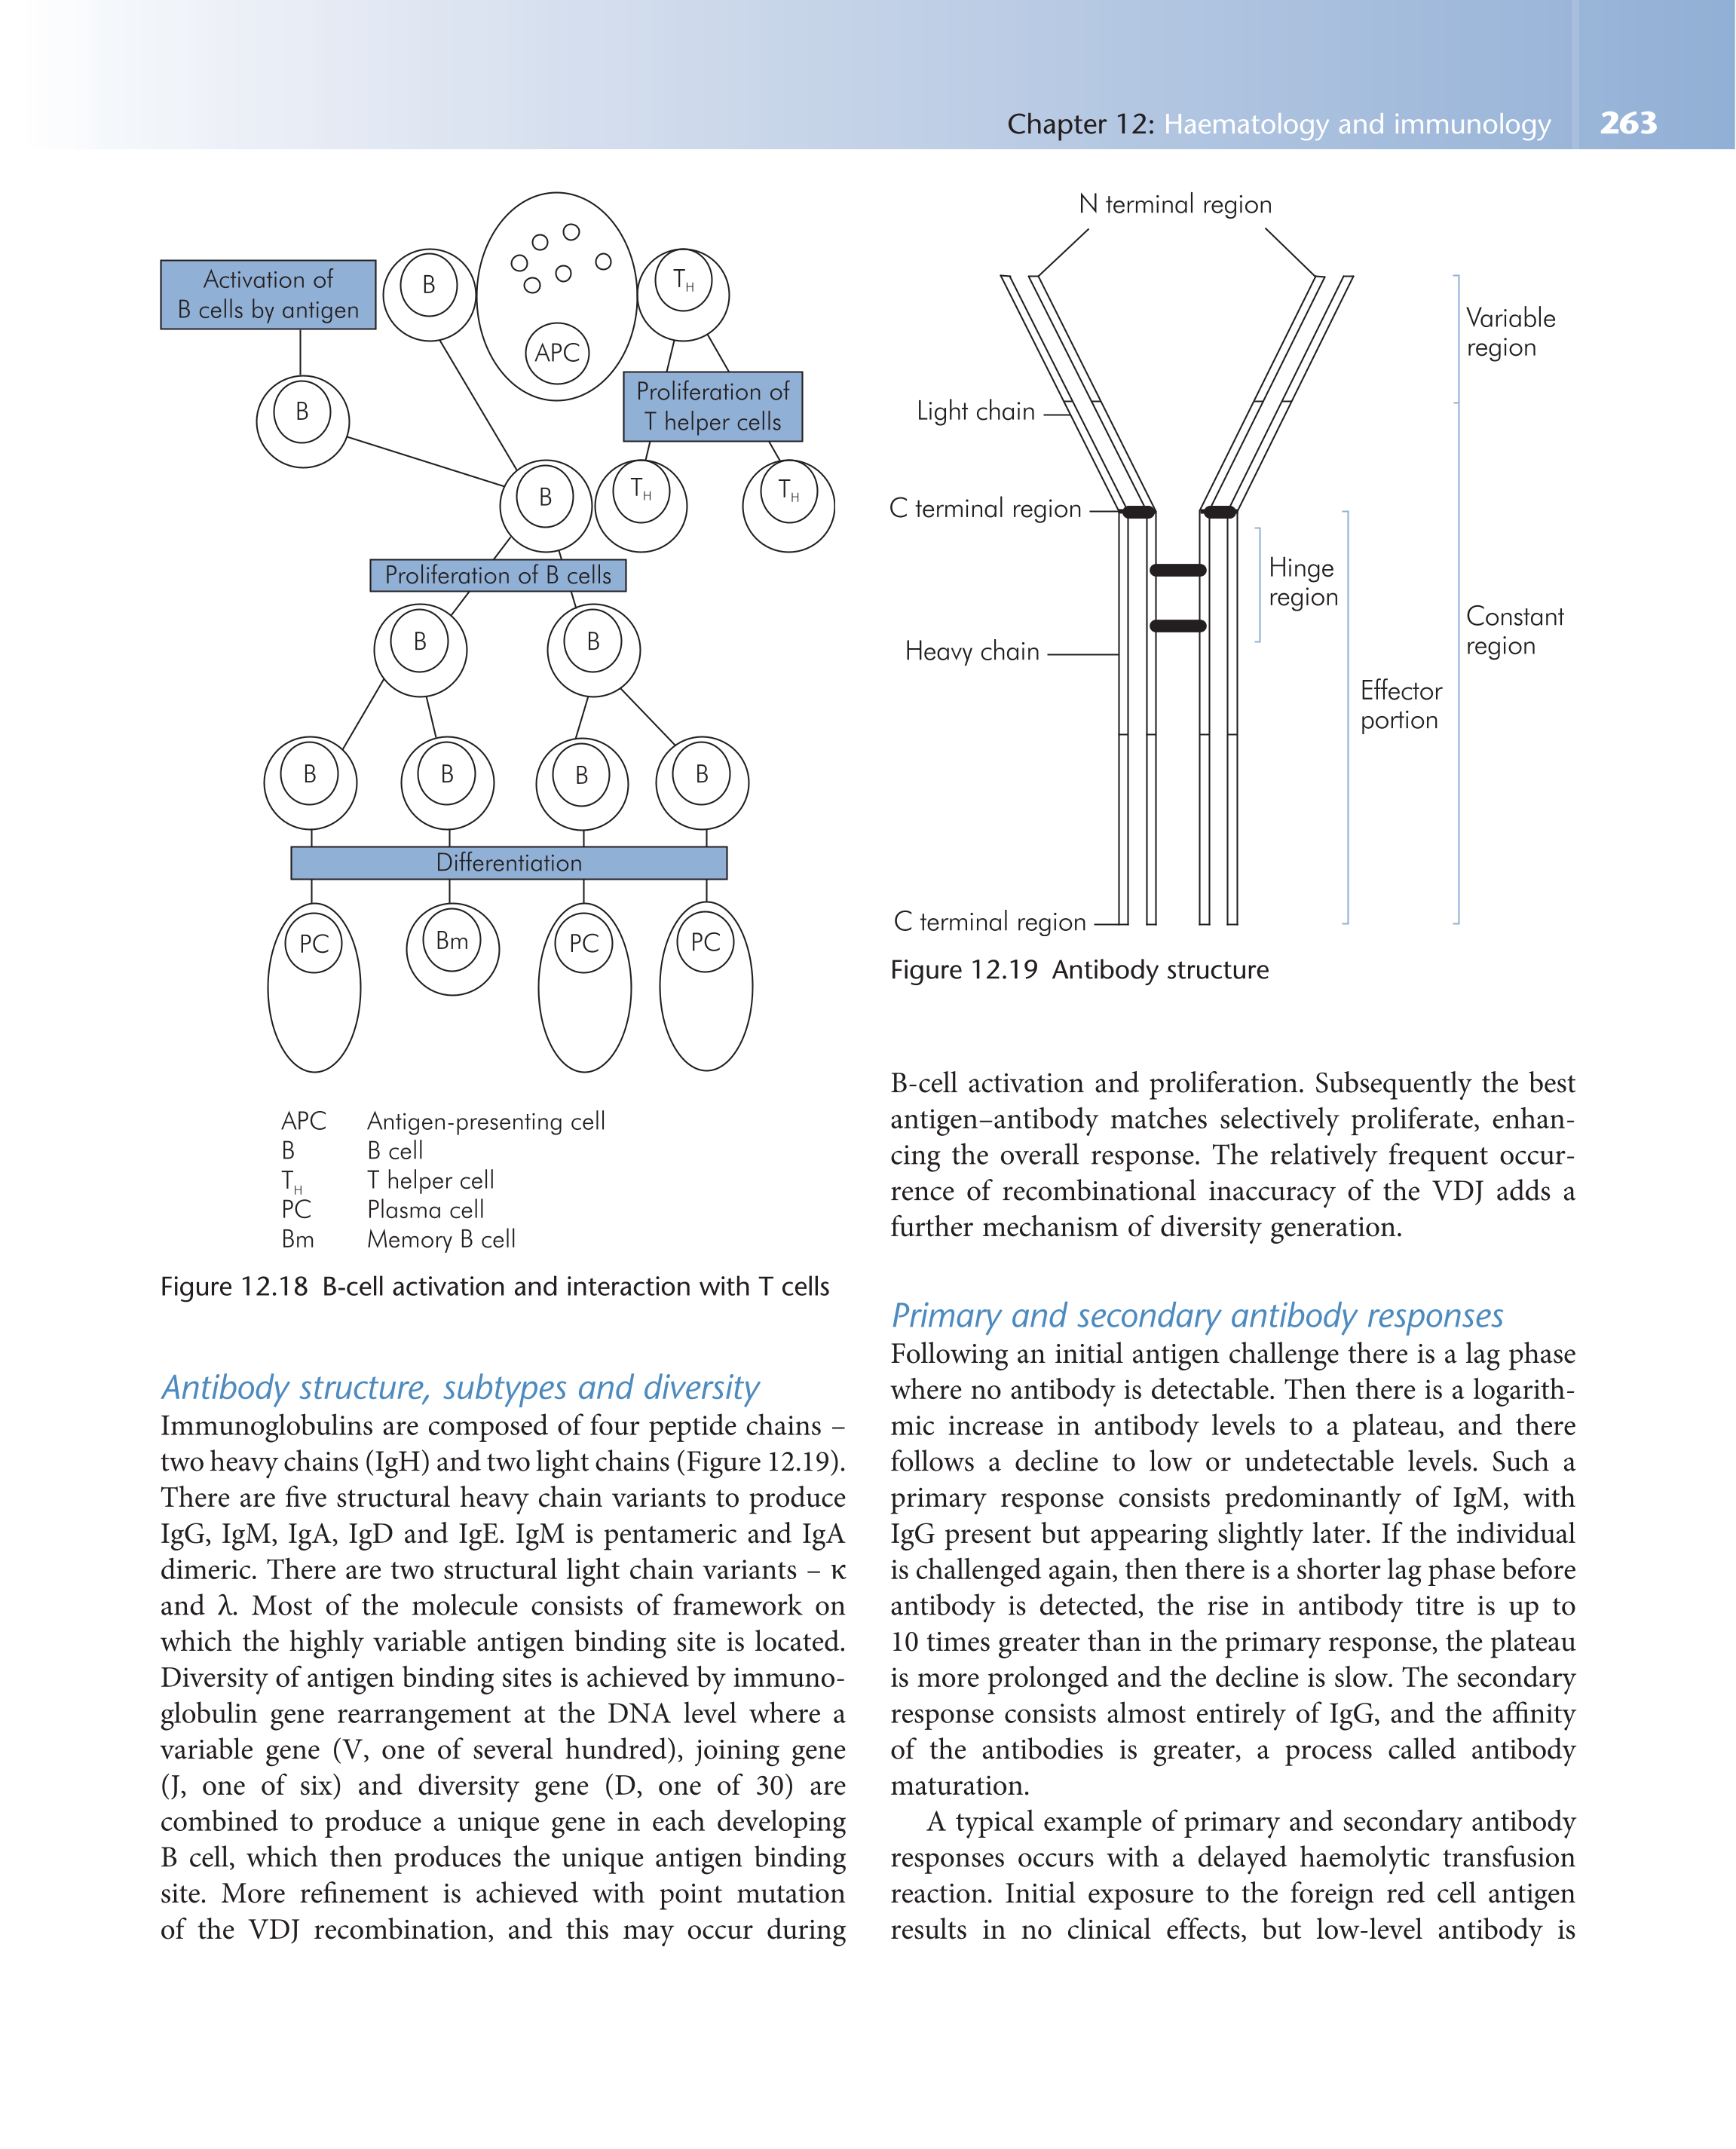 Chapter 12: Haematology and immunology 263
Activation of
B cells by antigen
B
APC
T_H
B
Proliferation of
T helper cells
B
T_H
T_H
Proliferation of B cells
B
B
B
B
B
B
Differentiation
PC
Bm
PC
PC
APC Antigen-presenting cell
B B cell
T_H T helper cell
PC Plasma cell
Bm Memory B cell
Figure 12.18 B-cell activation and interaction with T cells
Antibody structure, subtypes and diversity
Immunoglobulins are composed of four peptide chains –
two heavy chains (IgH) and two light chains (Figure 12.19).
There are five structural heavy chain variants to produce
IgG, IgM, IgA, IgD and IgE. IgM is pentameric and IgA
dimeric. There are two structural light chain variants – κ
and λ. Most of the molecule consists of framework on
which the highly variable antigen binding site is located.
Diversity of antigen binding sites is achieved by immuno-
globulin gene rearrangement at the DNA level where a
variable gene (V, one of several hundred), joining gene
(J, one of six) and diversity gene (D, one of 30) are
combined to produce a unique gene in each developing
B cell, which then produces the unique antigen binding
site. More refinement is achieved with point mutation
of the VDJ recombination, and this may occur during
N terminal region
Variable
region
Light chain
C terminal region
Hinge
region
Constant
region
Heavy chain
Effector
portion
C terminal region
Figure 12.19 Antibody structure
B-cell activation and proliferation. Subsequently the best
antigen–antibody matches selectively proliferate, enhan-
cing the overall response. The relatively frequent occur-
rence of recombinational inaccuracy of the VDJ adds a
further mechanism of diversity generation.
Primary and secondary antibody responses
Following an initial antigen challenge there is a lag phase
where no antibody is detectable. Then there is a logarith-
mic increase in antibody levels to a plateau, and there
follows a decline to low or undetectable levels. Such a
primary response consists predominantly of IgM, with
IgG present but appearing slightly later. If the individual
is challenged again, then there is a shorter lag phase before
antibody is detected, the rise in antibody titre is up to
10 times greater than in the primary response, the plateau
is more prolonged and the decline is slow. The secondary
response consists almost entirely of IgG, and the affinity
of the antibodies is greater, a process called antibody
maturation.
A typical example of primary and secondary antibody
responses occurs with a delayed haemolytic transfusion
reaction. Initial exposure to the foreign red cell antigen
results in no clinical effects, but low-level antibody is